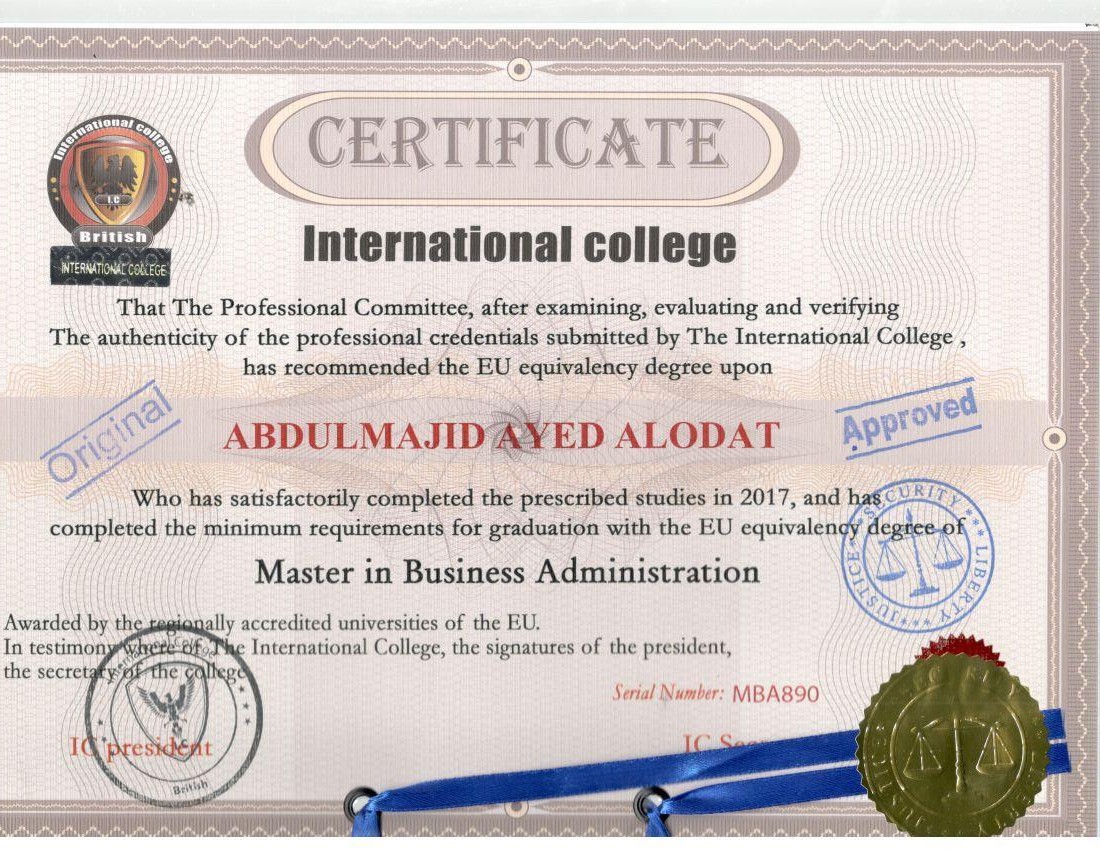 CERTIFICATE
International college
I.C
British
INTERNATIONAL COLLEGE
International college
That The Professional Committee, after examining, evaluating and verifying
The authenticity of the professional credentials submitted by The International College ,
has recommended the EU equivalency degree upon
Original
Approved
ABDULMAJID AYED ALODAT
Who has satisfactorily completed the prescribed studies in 2017, and has
completed the minimum requirements for graduation with the EU equivalency degree of
SECURITY
LIBERTY
JUSTICE
Master in Business Administration
Awarded by the regionally accredited universities of the EU.
In testimony where of The International College, the signatures of the president,
the secretary of the college
Serial Number: MBA890
IC president
IC
British